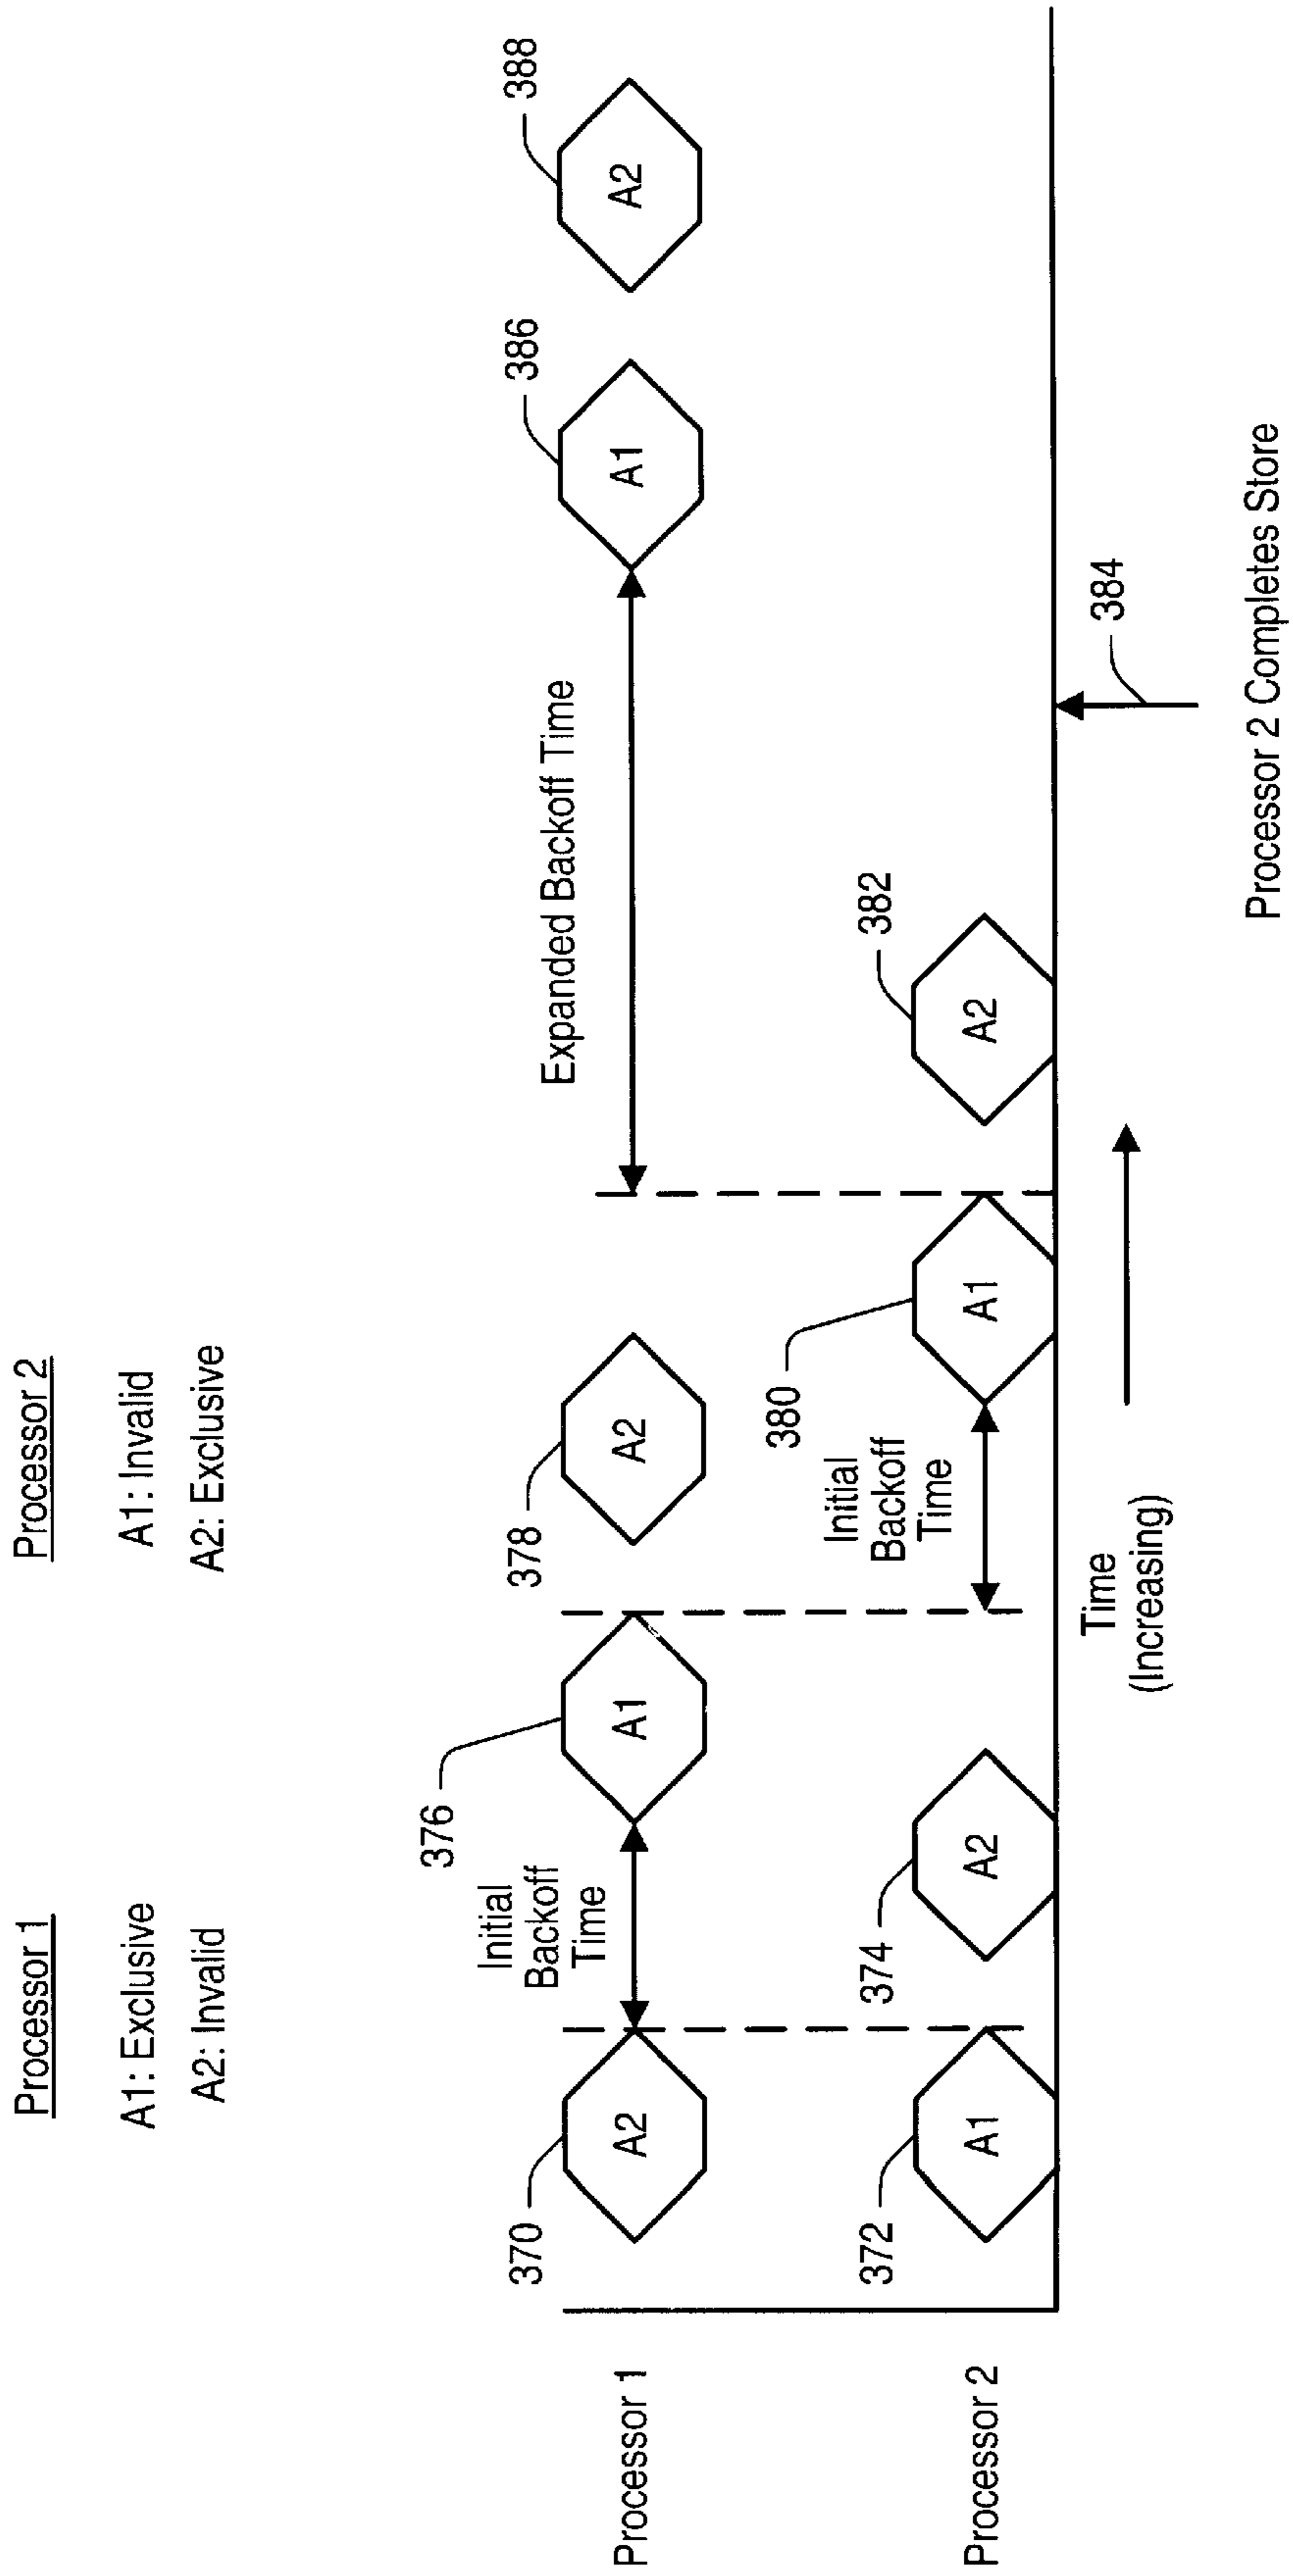 Processor 1
A1: Exclusive
A2: Invalid
Processor 2
A1: Invalid
A2: Exclusive
Processor 1
370
A2
Initial
Backoff
Time
376
A1
378
A2
Expanded Backoff Time
386
A1
388
A2
Processor 2
372
A1
374
A2
Initial
Backoff
Time
380
A1
382
A2
Time
(Increasing)
384
Processor 2 Completes Store